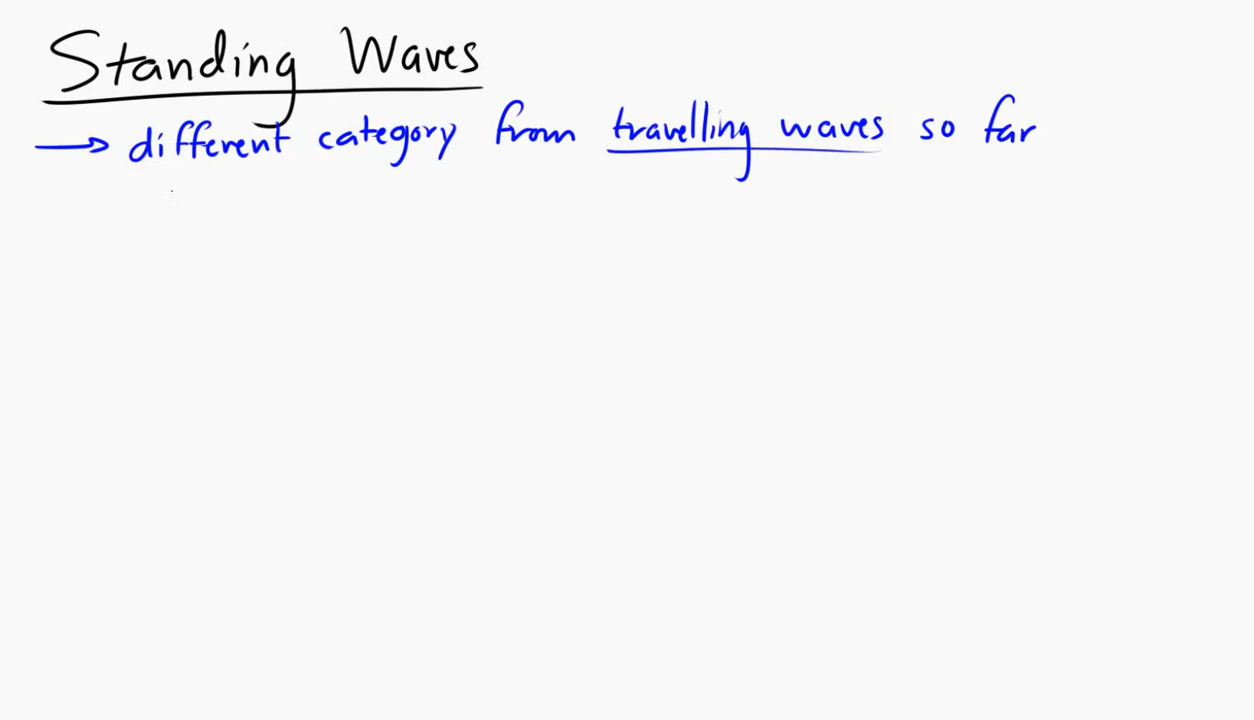 Standing Waves
→ different category from travelling waves so far